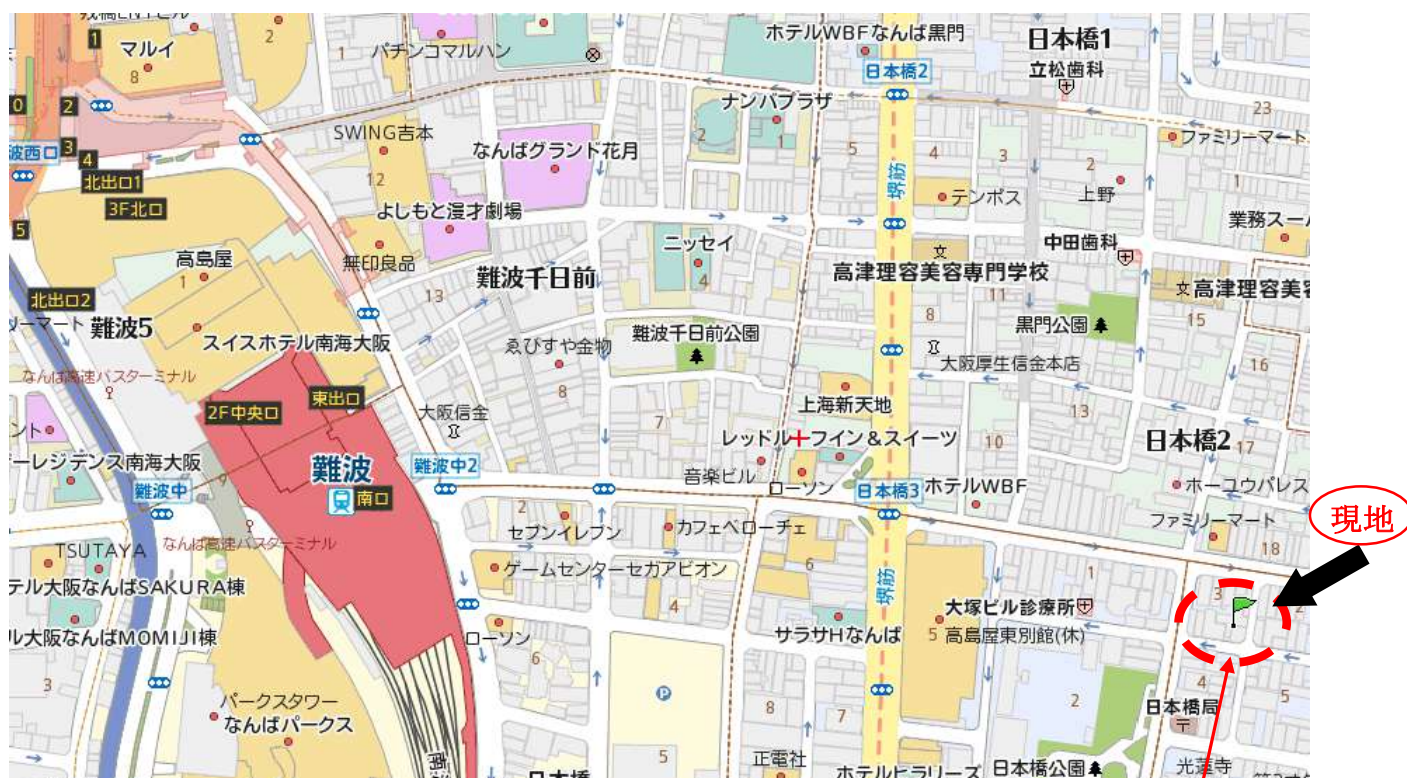 マルイ
パチンコマルハン
ホテルWBFなんば黒門
日本橋1
立松歯科
日本橋2
ナンバプラザ
ファミリーマート
SWING吉本
なんばグランド花月
堺筋
北出口1
3F北口
よしもと漫才劇場
テンポス
上野
業務スー
高島屋
無印良品
難波千日前
ニッセイ
高津理容美容専門学校
中田歯科
高津理容美容
北出口2
難波5
スイスホテル南海大阪
ゑびすや金物
難波千日前公園
黒門公園
大阪厚生信金本店
なんば高速バスターミナル
2F中央口
東出口
大阪信金
上海新天地
レッドルーフイン&スイーツ
日本橋2
ーレジデンス南海大阪
難波中
難波
南口
難波中2
音楽ビル
ローソン
日本橋3
ホテルWBF
ホーユウパレス
現地
セブンイレブン
カフェベローチェ
ファミリーマート
TSUTAYA
なんば高速バスターミナル
テル大阪なんばSAKURA棟
ゲームセンターセガアビオン
堺筋
大塚ビル診療所
ル大阪なんばMOMIJI棟
ローソン
サラサHなんば
高島屋東別館(休)
パークスタワー
なんばパークス
日本橋局
正電社
ホテルヒラリーズ
日本橋公園
光蓮寺